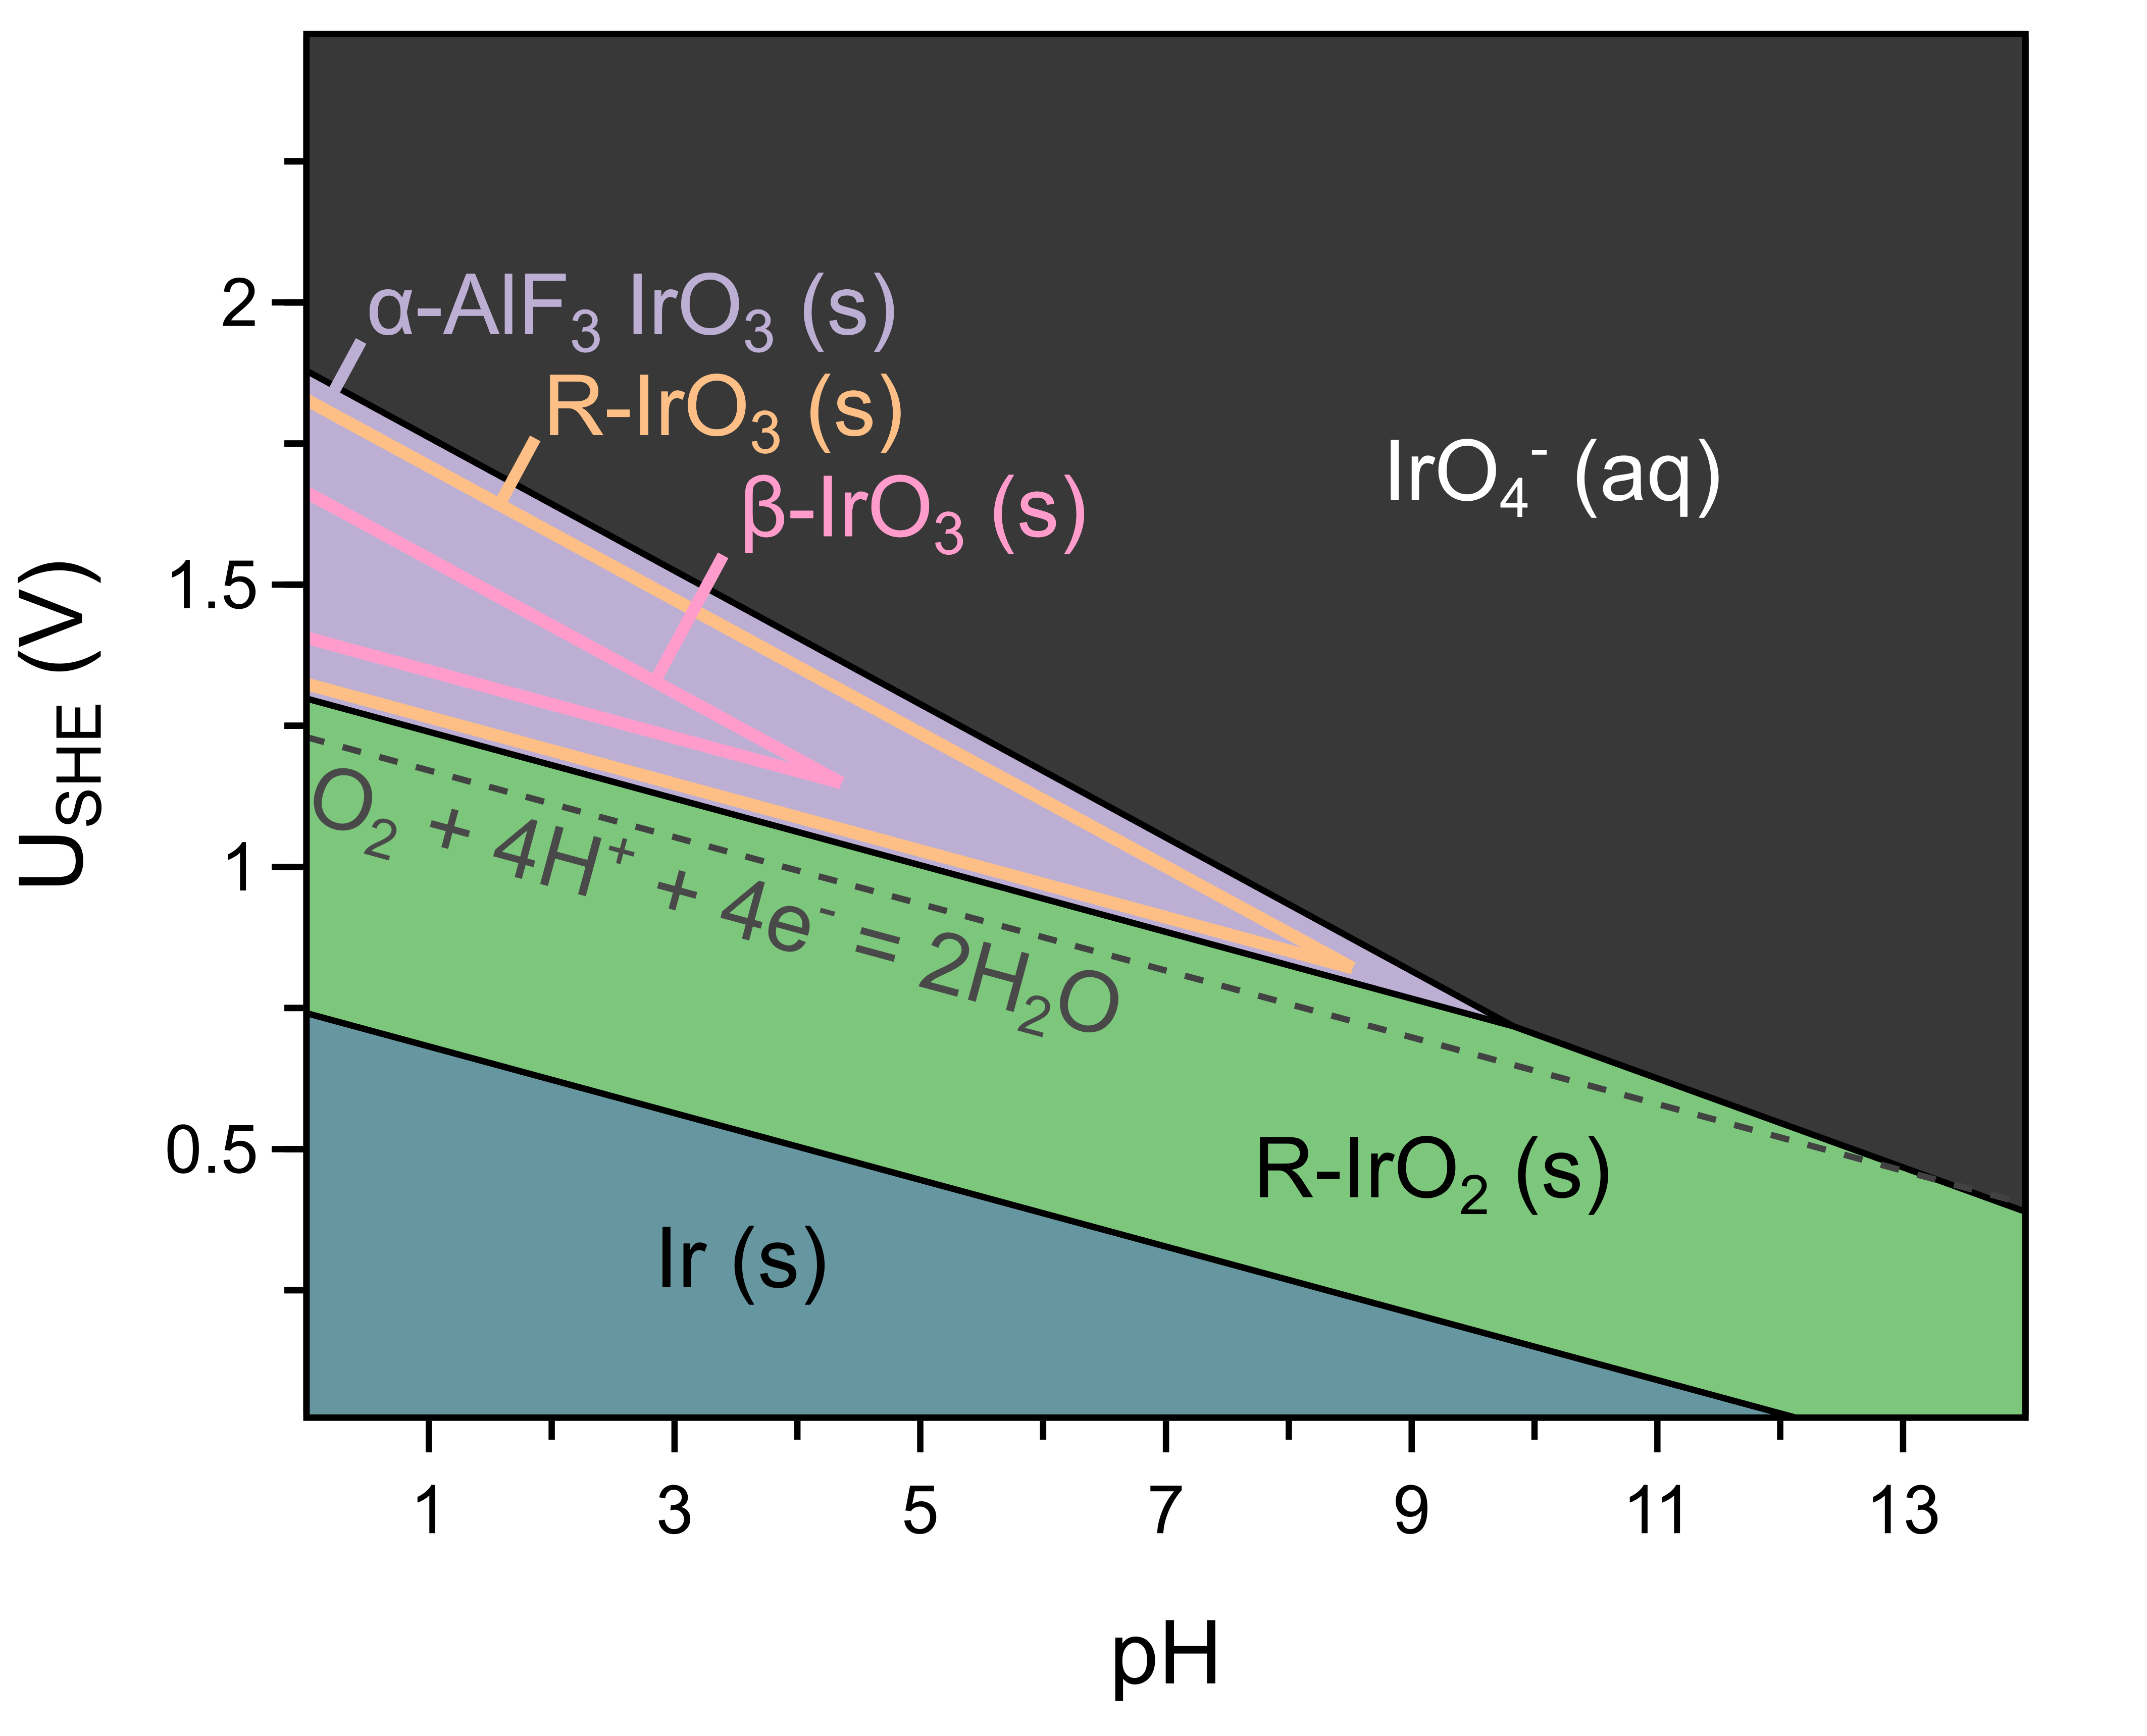 α-AlF₃ IrO₃ (s)
R-IrO₃ (s)
β-IrO₃ (s)
IrO₄⁻ (aq)
O₂ + 4H⁺ + 4e⁻ = 2H₂O
R-IrO₂ (s)
Ir (s)
U_SHE (V)
2
1.5
1
0.5
1 3 5 7 9 11 13
pH